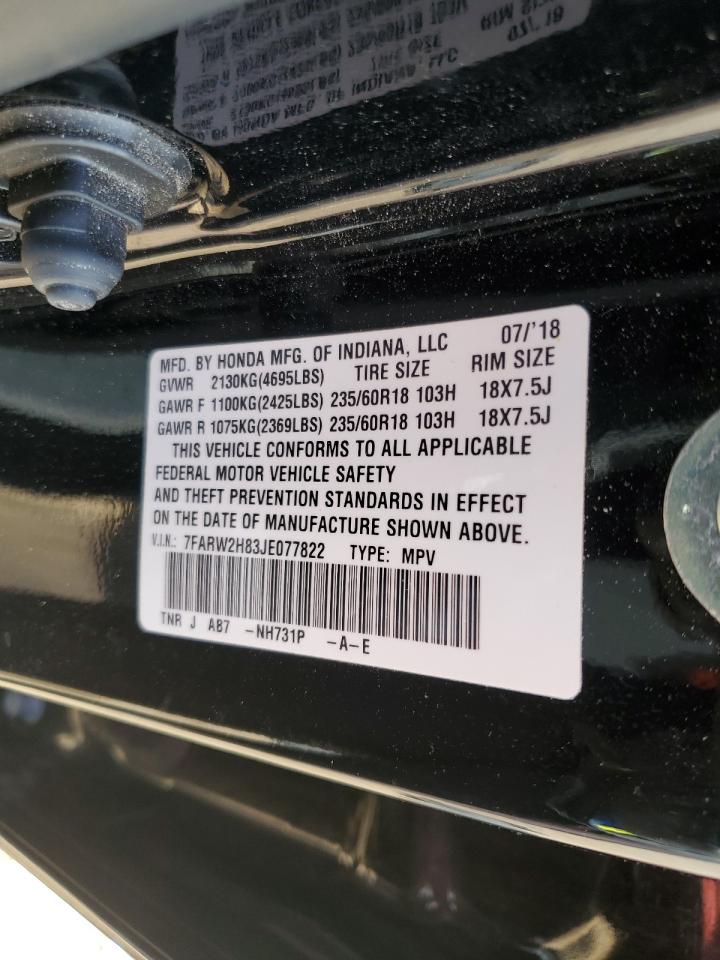 MFD. BY HONDA MFG. OF INDIANA, LLC 07/'18
GVWR 2130KG(4695LBS) TIRE SIZE RIM SIZE
GAWR F 1100KG(2425LBS) 235/60R18 103H 18X7.5J
GAWR R 1075KG(2369LBS) 235/60R18 103H 18X7.5J
THIS VEHICLE CONFORMS TO ALL APPLICABLE
FEDERAL MOTOR VEHICLE SAFETY
AND THEFT PREVENTION STANDARDS IN EFFECT
ON THE DATE OF MANUFACTURE SHOWN ABOVE.
V.I.N.: 7FARW2H83JE077822 TYPE: MPV
TNR J A87 -NH731P -A-E